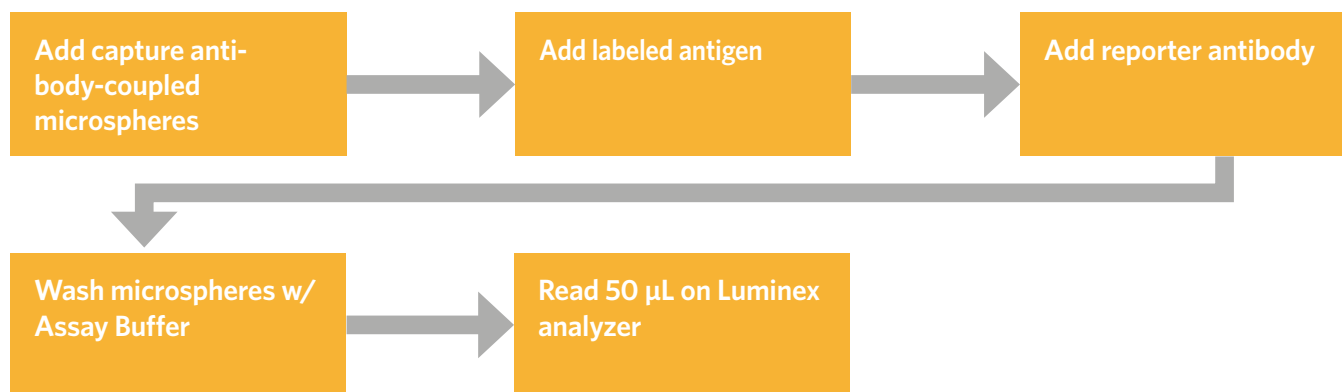 Add capture anti-
body-coupled
microspheres
Add labeled antigen
Add reporter antibody
Wash microspheres w/
Assay Buffer
Read 50 µL on Luminex
analyzer